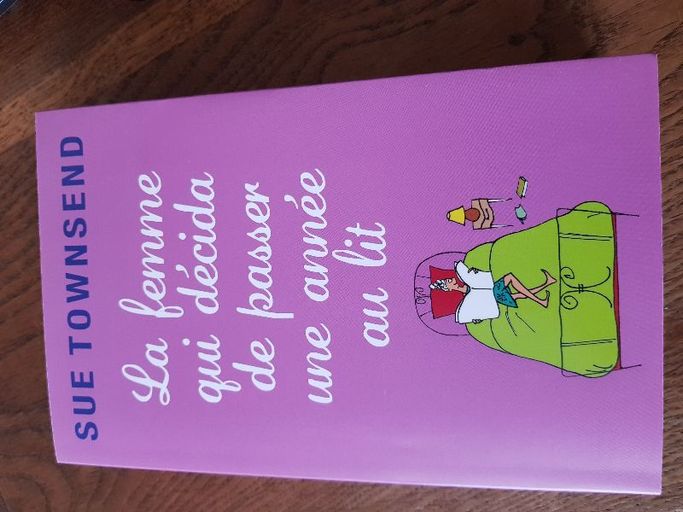 SUE TOWNSEND
La femme
qui décida
de passer
une année
au lit